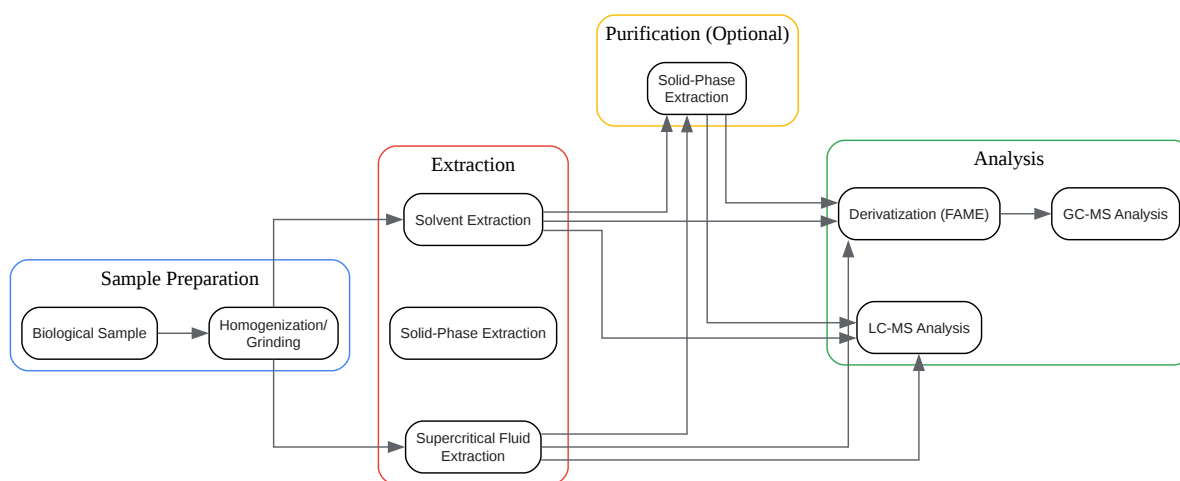 Purification (Optional)
Solid-Phase
Extraction
Extraction
Solvent Extraction
Solid-Phase Extraction
Supercritical Fluid
Extraction
Sample Preparation
Biological Sample
Homogenization/
Grinding
Analysis
Derivatization (FAME)
GC-MS Analysis
LC-MS Analysis